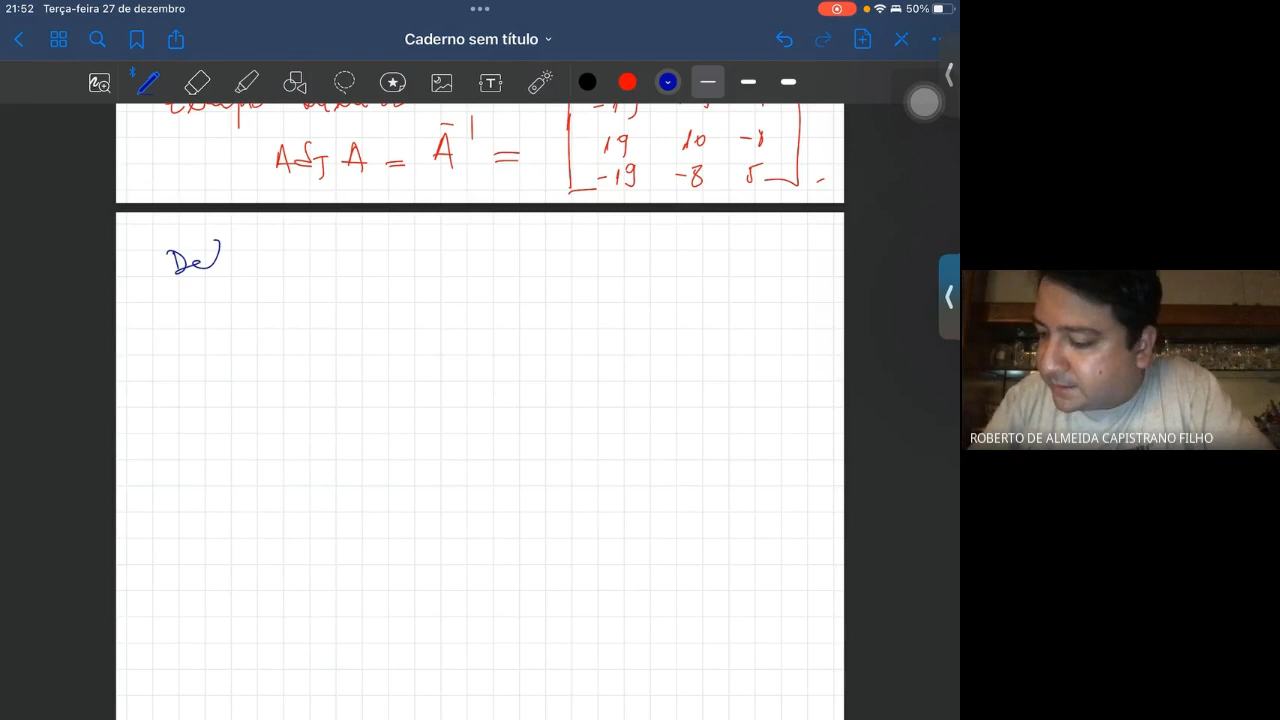 21:52 Terça-feira 27 de dezembro
50%
Caderno sem título
T
Adj A = A⁻¹ =
19 10 -8
-19 -8 5
De
ROBERTO DE ALMEIDA CAPISTRANO FILHO